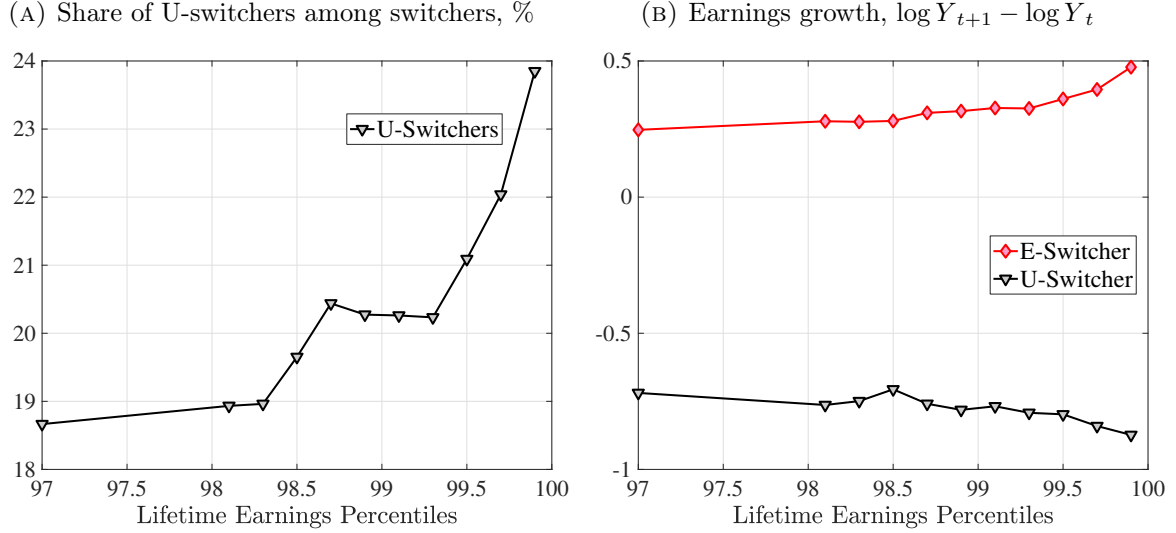 (A) Share of U-switchers among switchers, %
24
23
22
21
20
19
18
U-Switchers
97 97.5 98 98.5 99 99.5 100
Lifetime Earnings Percentiles
(B) Earnings growth, log Y_{t+1} − log Y_t
0.5
0
-0.5
-1
E-Switcher
U-Switcher
97 97.5 98 98.5 99 99.5 100
Lifetime Earnings Percentiles